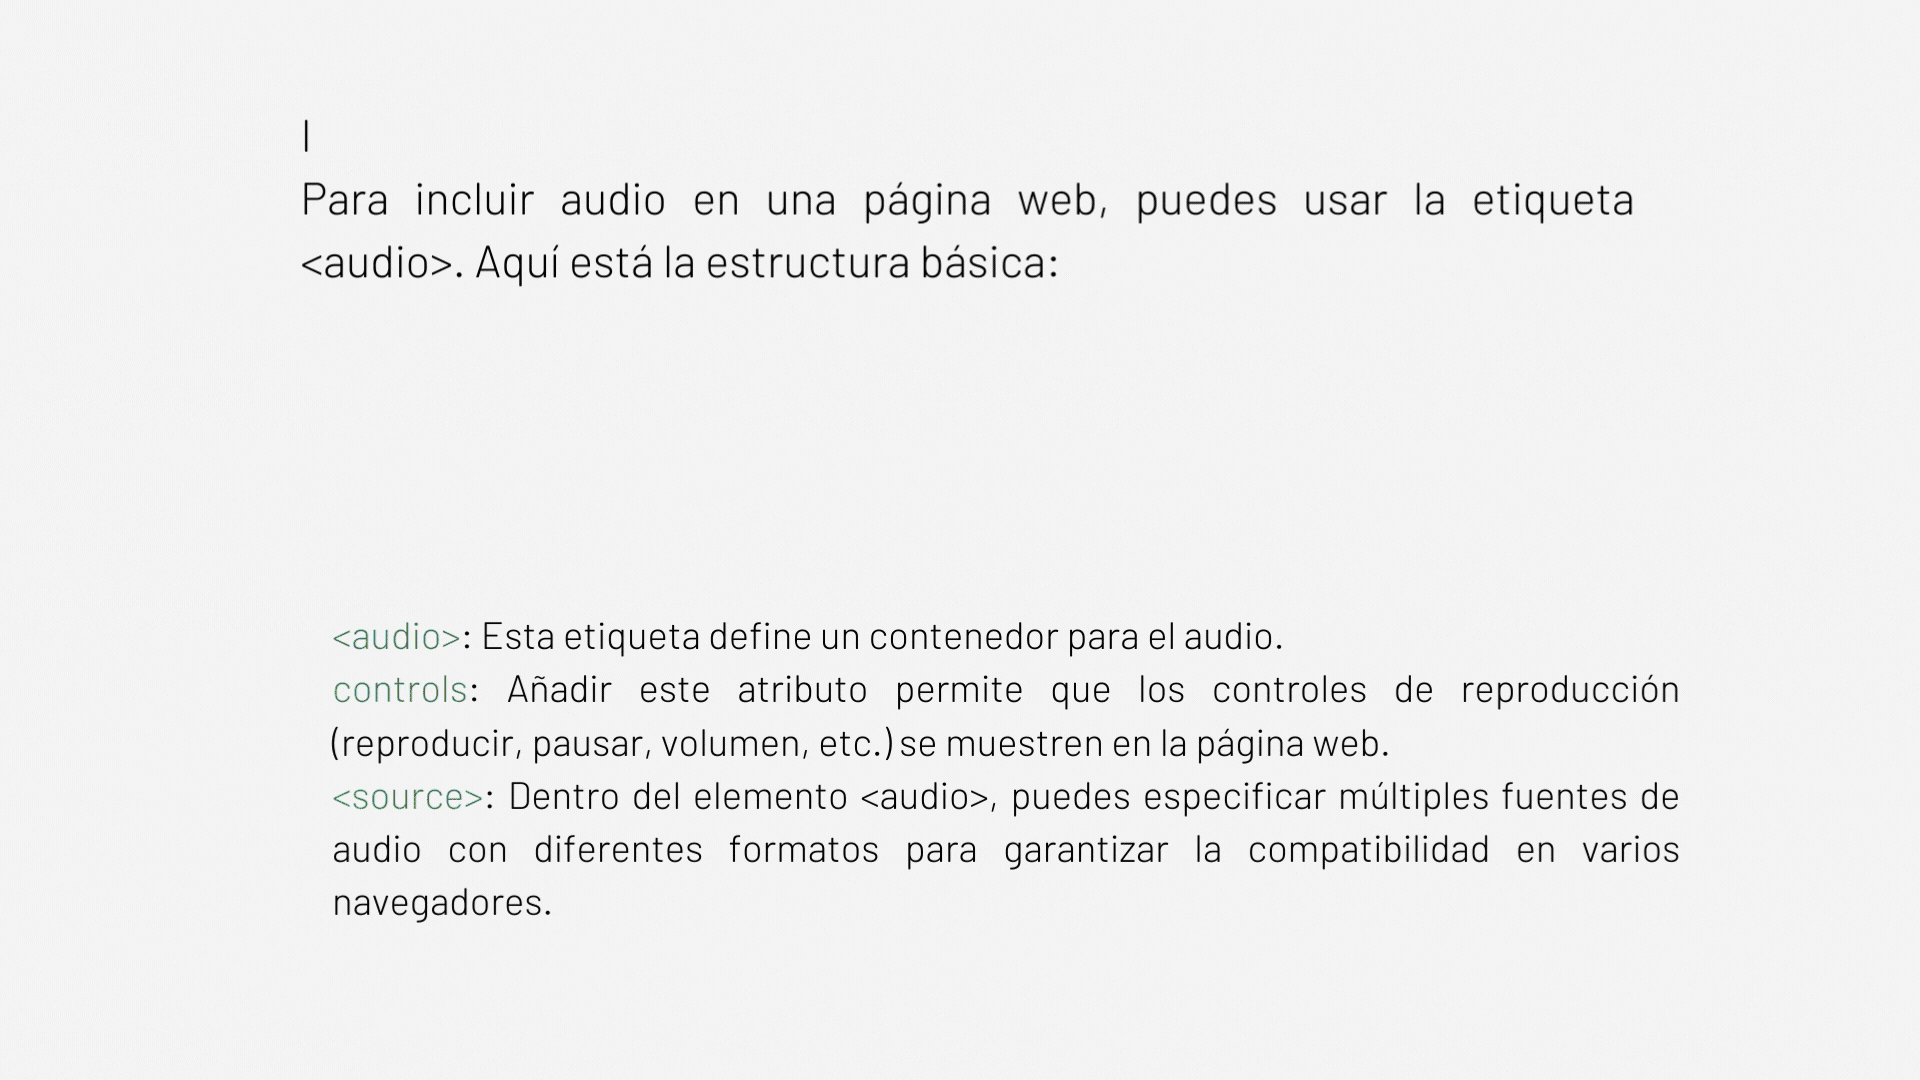 I
Para incluir audio en una página web, puedes usar la etiqueta
<audio>. Aquí está la estructura básica:
<audio>: Esta etiqueta define un contenedor para el audio.
controls: Añadir este atributo permite que los controles de reproducción
(reproducir, pausar, volumen, etc.) se muestren en la página web.
<source>: Dentro del elemento <audio>, puedes especificar múltiples fuentes de
audio con diferentes formatos para garantizar la compatibilidad en varios
navegadores.